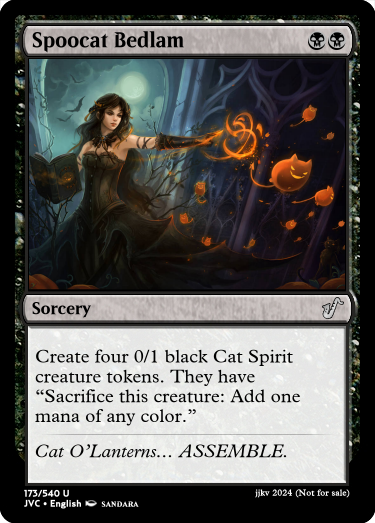 Spoocat Bedlam
Sorcery
Create four 0/1 black Cat Spirit
creature tokens. They have
“Sacrifice this creature: Add one
mana of any color.”
Cat O’Lanterns… ASSEMBLE.
173/540 U
jjkv 2024 (Not for sale)
JVC • English SANDARA